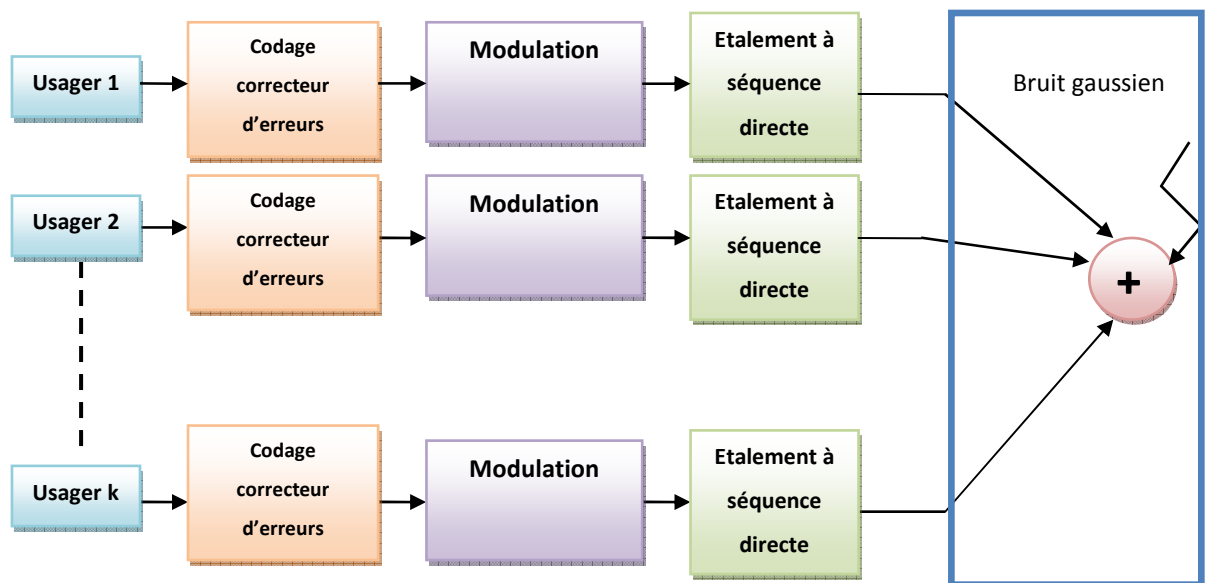 Usager 1
Codage
correcteur
d’erreurs
Modulation
Etalement à
séquence
directe
Bruit gaussien
Usager 2
Codage
correcteur
d’erreurs
Modulation
Etalement à
séquence
directe
+
Usager k
Codage
correcteur
d’erreurs
Modulation
Etalement à
séquence
directe